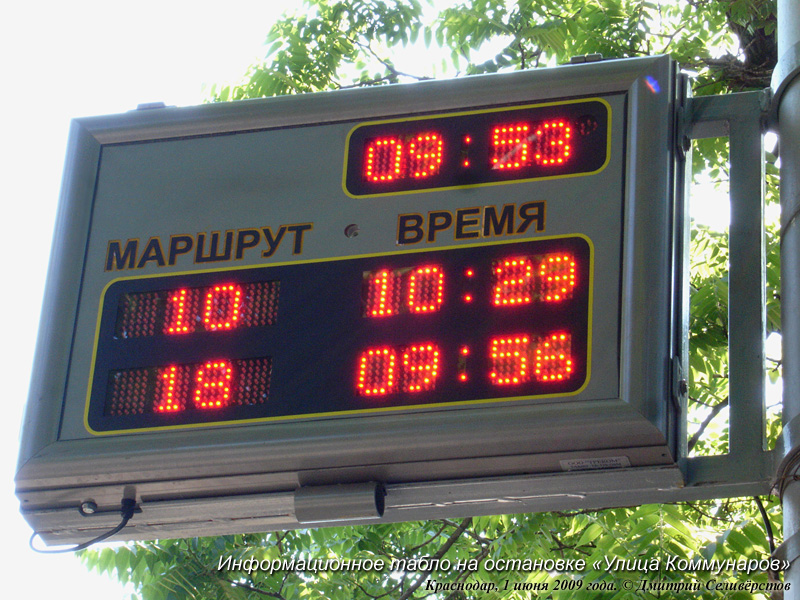 09:53
МАРШРУТ ВРЕМЯ
10 10:29
18 09:56
Информационное табло на остановке «Улица Коммунаров»
Краснодар, 1 июня 2009 года. © Дмитрий Селивёрстов